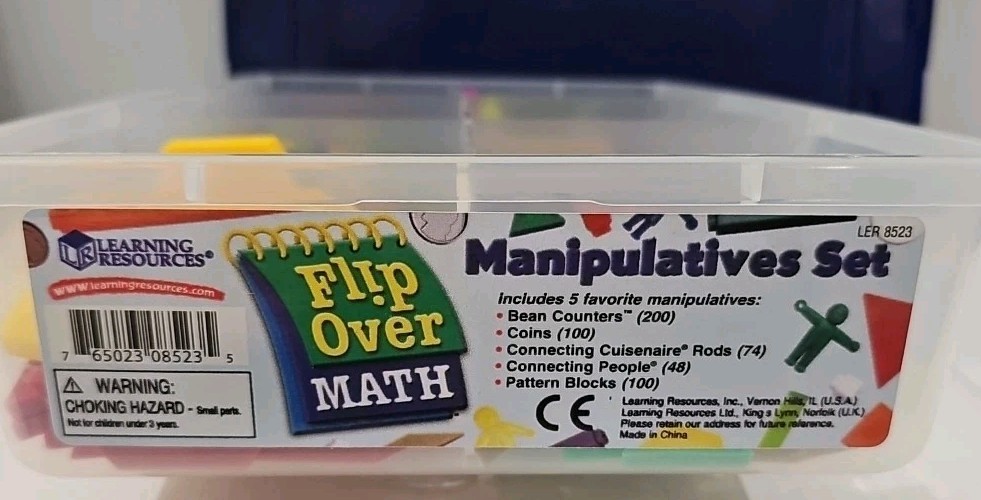 LER 8523
LR LEARNING
RESOURCES®
www.learningresources.com
7 65023 08523 5
⚠ WARNING:
CHOKING HAZARD - Small parts.
Not for children under 3 years.
Flip
Over
MATH
Manipulatives Set
Includes 5 favorite manipulatives:
• Bean Counters™ (200)
• Coins (100)
• Connecting Cuisenaire® Rods (74)
• Connecting People® (48)
• Pattern Blocks (100)
CE
Learning Resources, Inc., Vernon Hills, IL (U.S.A.)
Learning Resources Ltd., King's Lynn, Norfolk (U.K.)
Please retain our address for future reference.
Made in China